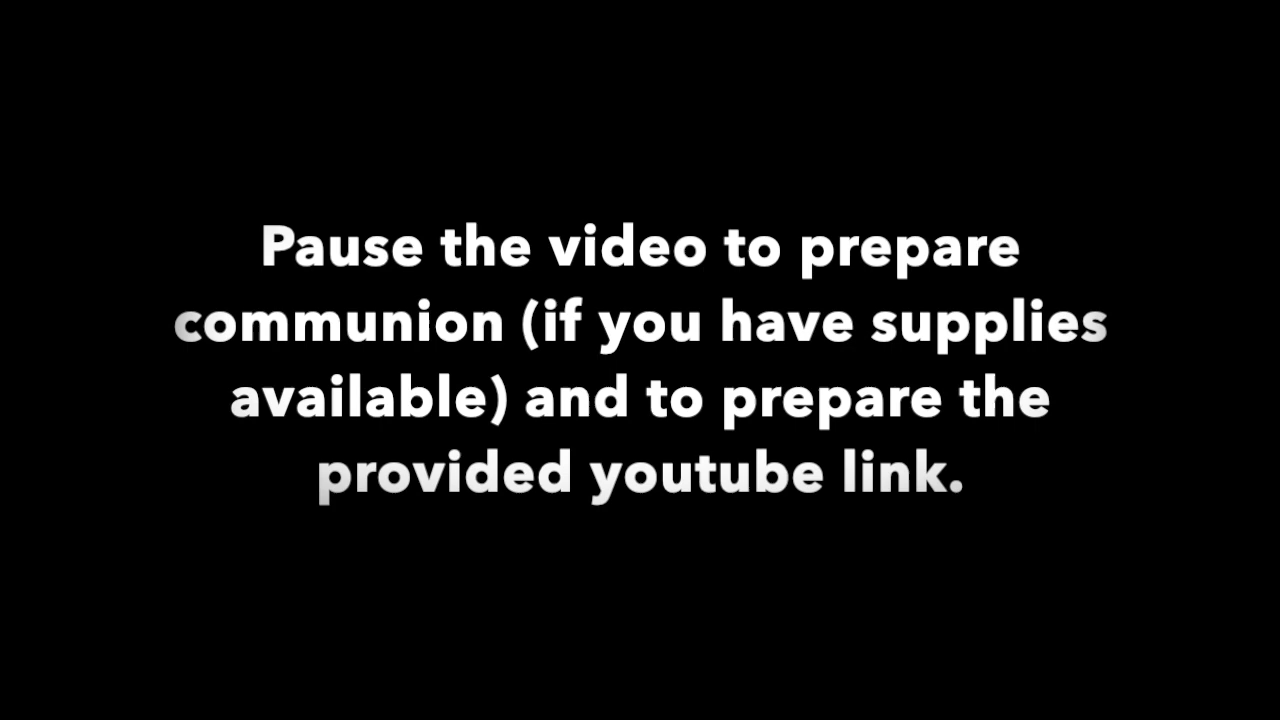 Pause the video to prepare
communion (if you have supplies
available) and to prepare the
provided youtube link.